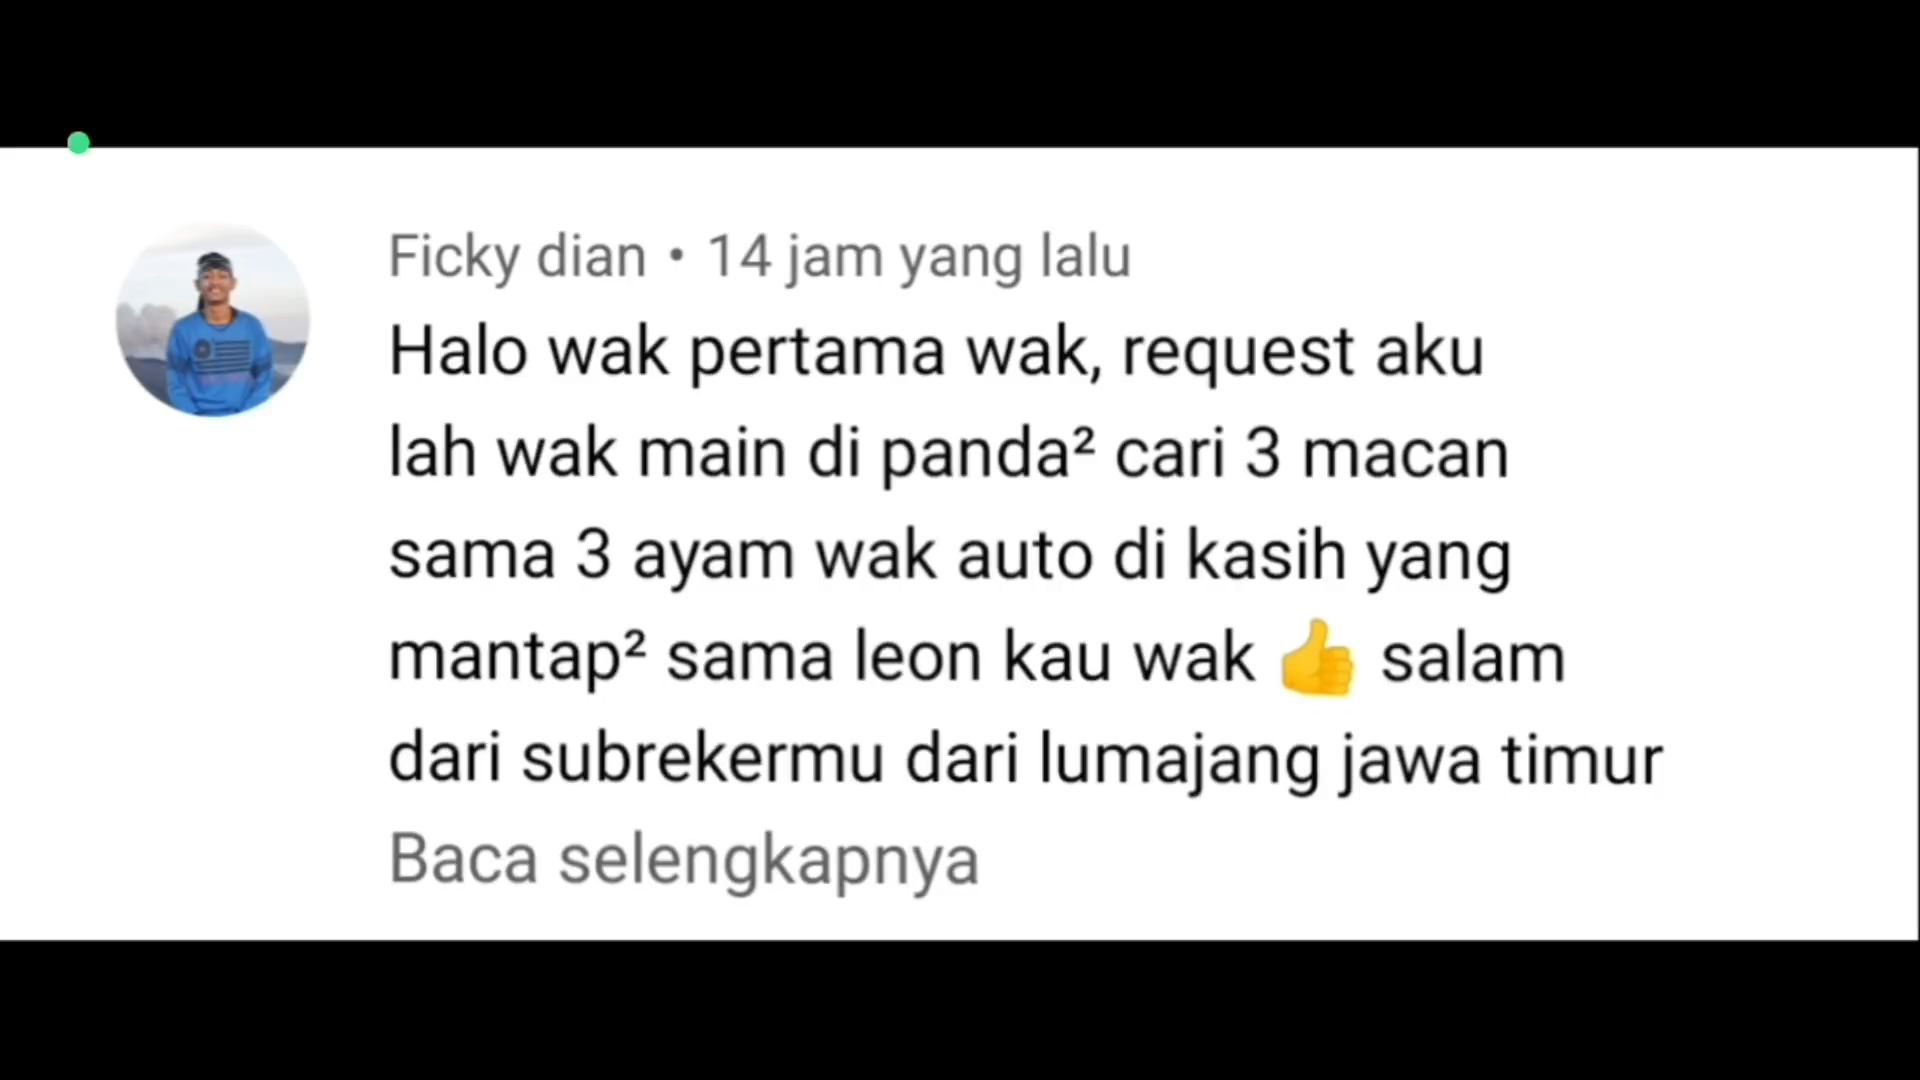 Ficky dian • 14 jam yang lalu
Halo wak pertama wak, request aku
lah wak main di panda² cari 3 macan
sama 3 ayam wak auto di kasih yang
mantap² sama leon kau wak 👍 salam
dari subrekermu dari lumajang jawa timur
Baca selengkapnya